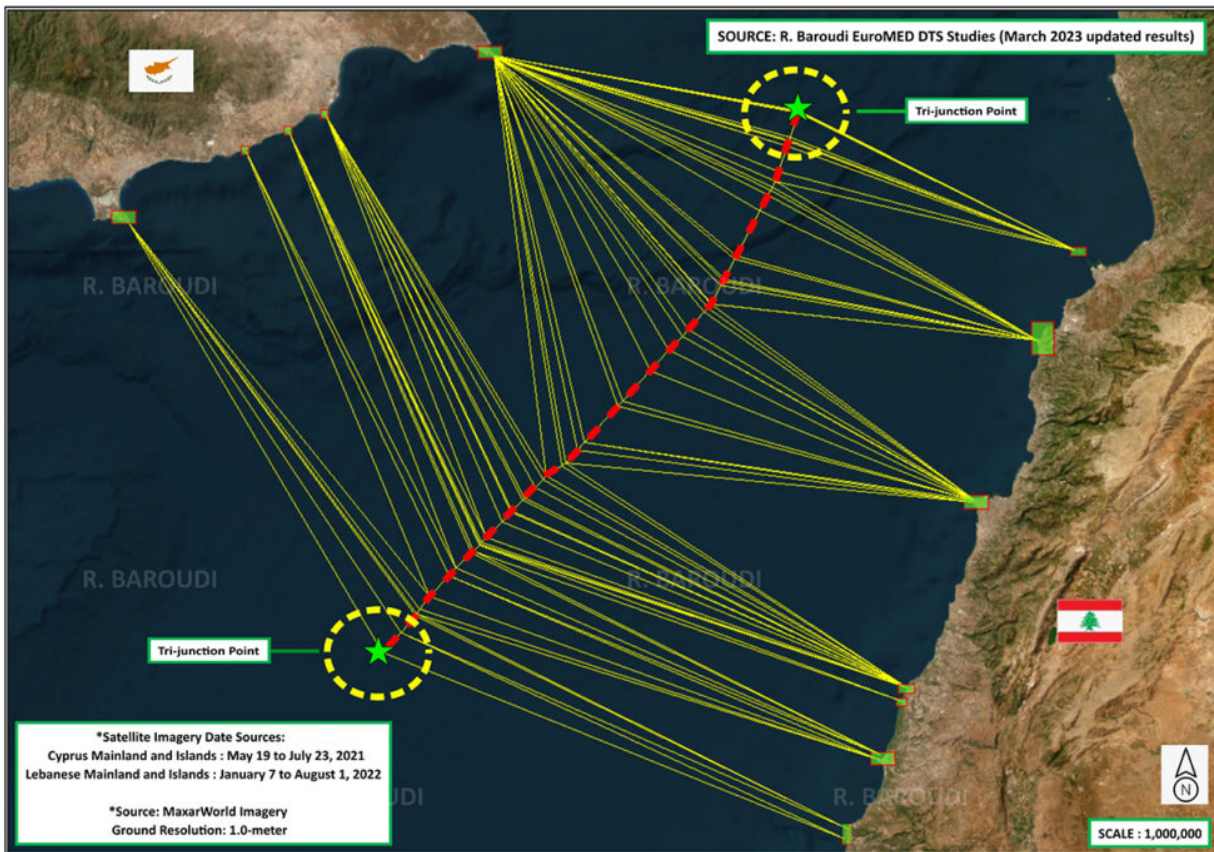 SOURCE: R. Baroudi EuroMED DTS Studies (March 2023 updated results)
Tri-junction Point
R. BAROUDI
R. BAROUDI
R. BAROUDI
R. BAROUDI
Tri-junction Point
*Satellite Imagery Date Sources:
Cyprus Mainland and Islands : May 19 to July 23, 2021
Lebanese Mainland and Islands : January 7 to August 1, 2022
*Source: MaxarWorld Imagery
Ground Resolution: 1.0-meter
R. BAROUDI
N
SCALE : 1,000,000